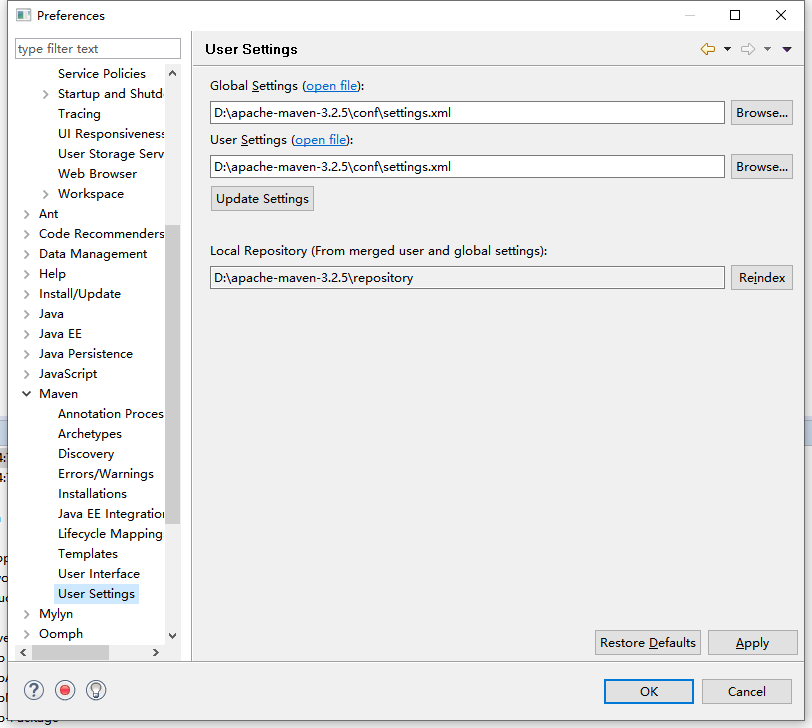 Preferences
type filter text
Service Policies
Startup and Shutd
Tracing
UI Responsiveness
User Storage Serv
Web Browser
Workspace
Ant
Code Recommenders
Data Management
Help
Install/Update
Java
Java EE
Java Persistence
JavaScript
Maven
Annotation Proces
Archetypes
Discovery
Errors/Warnings
Installations
Java EE Integration
Lifecycle Mapping
Templates
User Interface
User Settings
Mylyn
Oomph
User Settings
Global Settings (open file):
D:\apache-maven-3.2.5\conf\settings.xml
Browse...
User Settings (open file):
D:\apache-maven-3.2.5\conf\settings.xml
Browse...
Update Settings
Local Repository (From merged user and global settings):
D:\apache-maven-3.2.5\repository
Reindex
Restore Defaults
Apply
OK
Cancel